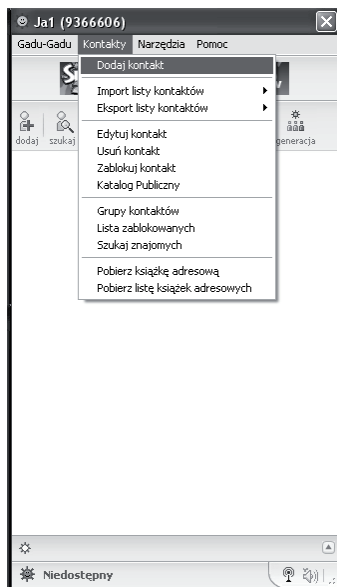 Ja1 (9366606)
Gadu-Gadu Kontakty Narzędzia Pomoc
Dodaj kontakt
Import listy kontaktów
Eksport listy kontaktów
dodaj szukaj
generacja
Edytuj kontakt
Usuń kontakt
Zablokuj kontakt
Katalog Publiczny
Grupy kontaktów
Lista zablokowanych
Szukaj znajomych
Pobierz książkę adresową
Pobierz listę książek adresowych
Niedostępny